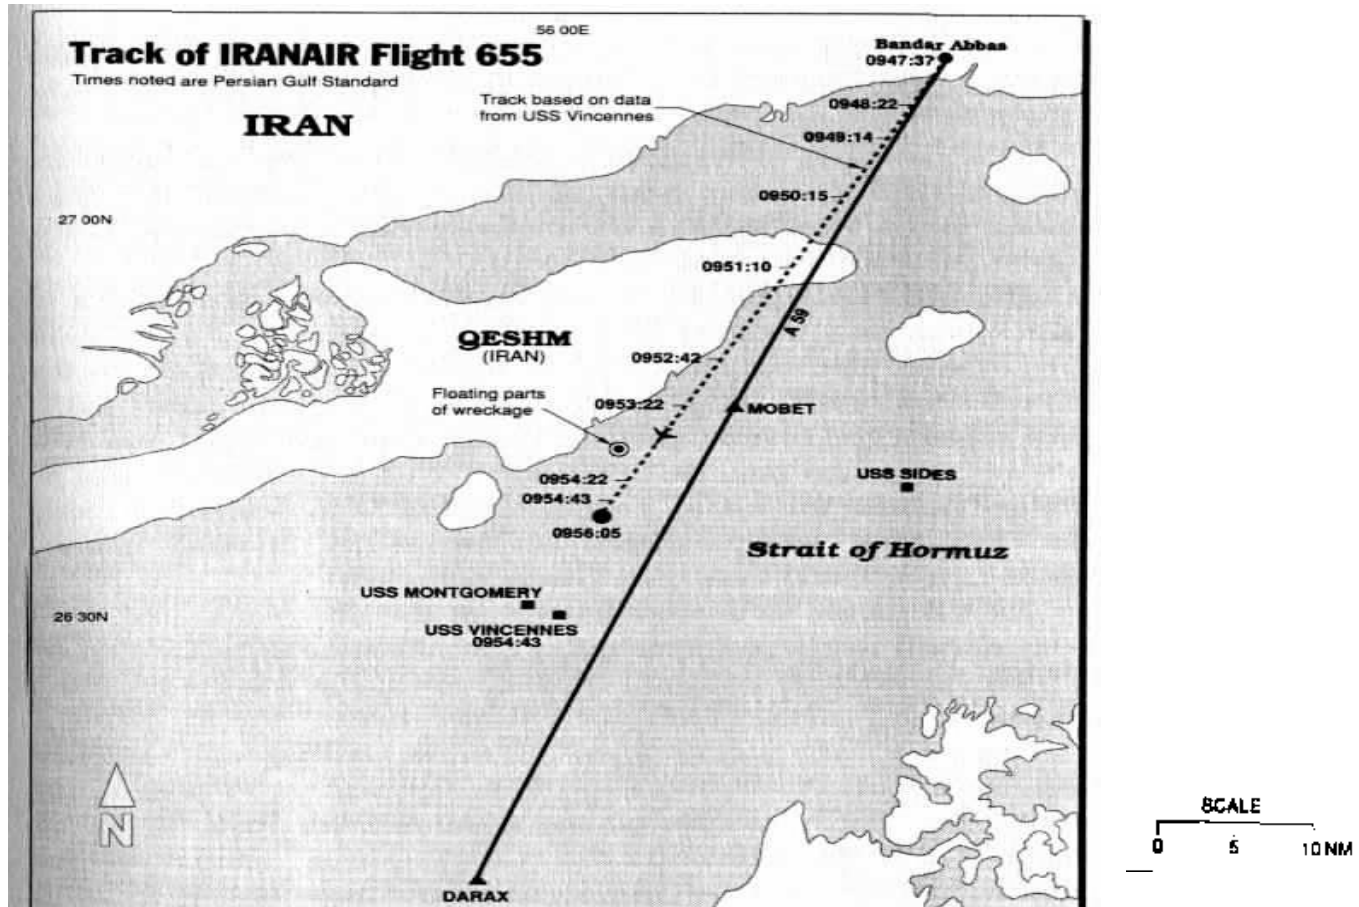 56 00E
Track of IRANAIR Flight 655
Times noted are Persian Gulf Standard
Bandar Abbas
0947:37
IRAN
Track based on data
from USS Vincennes
0948:22
0949:14
0950:15
27 00N
0951:10
A 59
QESHM
(IRAN)
0952:42
Floating parts
of wreckage
0953:22
MOBET
0954:22
USS SIDES
0954:43
0956:05
Strait of Hormuz
USS MONTGOMERY
26 30N
USS VINCENNES
0954:43
N
DARAX
SCALE
0 5 10 NM